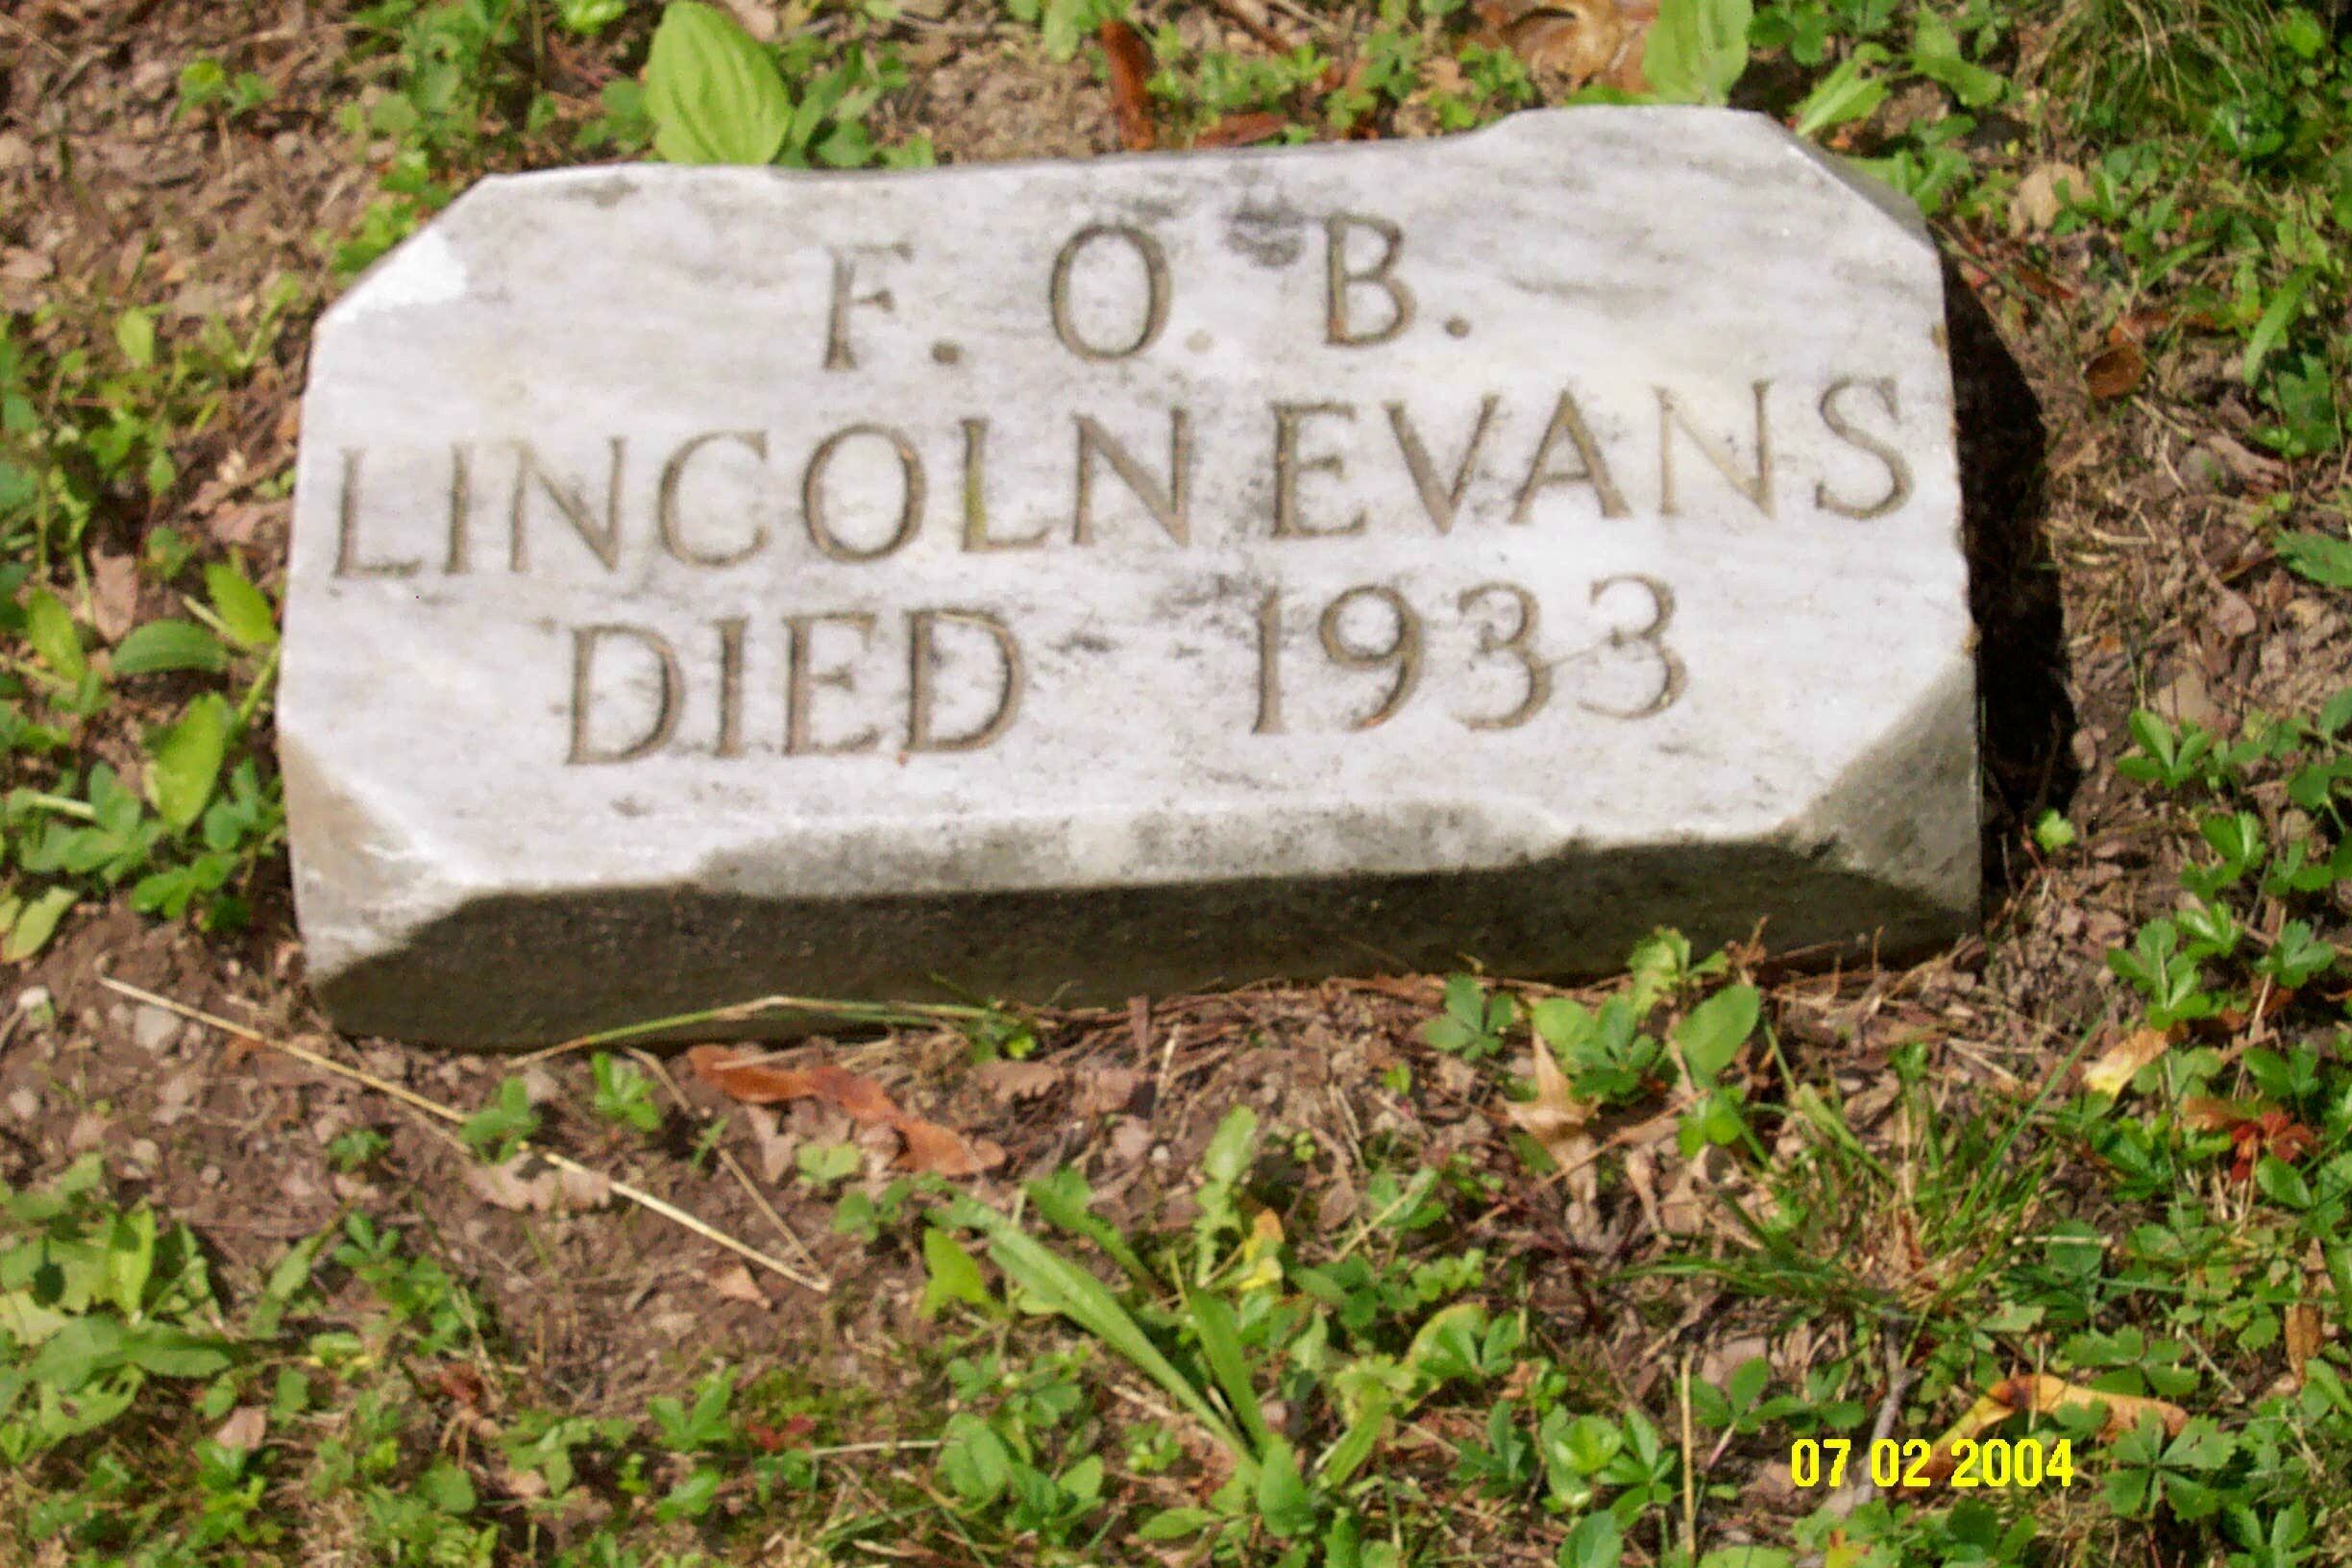 F. O. B.
LINCOLN EVANS
DIED 1933
07 02 2004